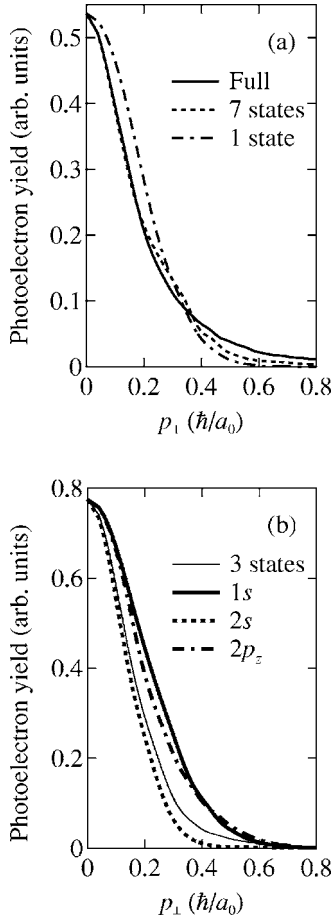 (a)
Full
7 states
1 state
Photoelectron yield (arb. units)
0.5
0.4
0.3
0.2
0.1
0
0 0.2 0.4 0.6 0.8
p⊥ (ℏ/a₀)
(b)
3 states
1s
2s
2p_z
Photoelectron yield (arb. units)
0.8
0.6
0.4
0.2
0
0 0.2 0.4 0.6 0.8
p⊥ (ℏ/a₀)